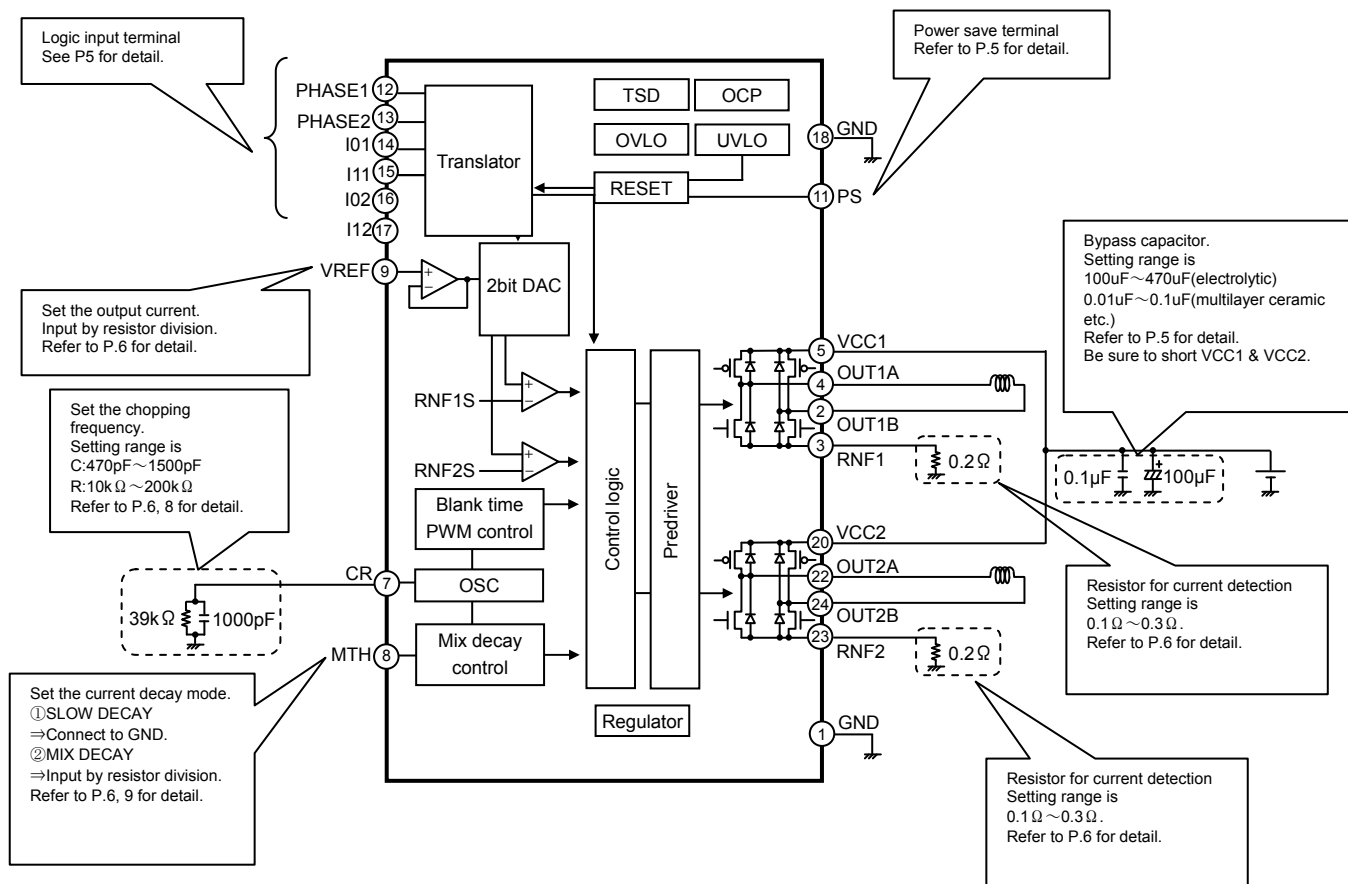 Logic input terminal
See P5 for detail.
Power save terminal
Refer to P.5 for detail.
PHASE1 12
PHASE2 13
I01 14
I11 15
I02 16
I12 17
VREF 9
Translator
TSD
OCP
OVLO
UVLO
RESET
18 GND
11 PS
2bit DAC
+
−
Set the output current.
Input by resistor division.
Refer to P.6 for detail.
Bypass capacitor.
Setting range is
100uF～470uF(electrolytic)
0.01uF～0.1uF(multilayer ceramic
etc.)
Refer to P.5 for detail.
Be sure to short VCC1 & VCC2.
Set the chopping
frequency.
Setting range is
C:470pF～1500pF
R:10kΩ～200kΩ
Refer to P.6, 8 for detail.
RNF1S
+
−
RNF2S
+
−
Blank time
PWM control
OSC
Mix decay
control
Control logic
Predriver
Regulator
5 VCC1
4 OUT1A
2 OUT1B
3 RNF1
0.2Ω
0.1μF
+
100μF
20 VCC2
22 OUT2A
24 OUT2B
23 RNF2
0.2Ω
1 GND
CR 7
39kΩ
1000pF
MTH 8
Set the current decay mode.
①SLOW DECAY
⇒Connect to GND.
②MIX DECAY
⇒Input by resistor division.
Refer to P.6, 9 for detail.
Resistor for current detection
Setting range is
0.1Ω～0.3Ω.
Refer to P.6 for detail.
Resistor for current detection
Setting range is
0.1Ω～0.3Ω.
Refer to P.6 for detail.